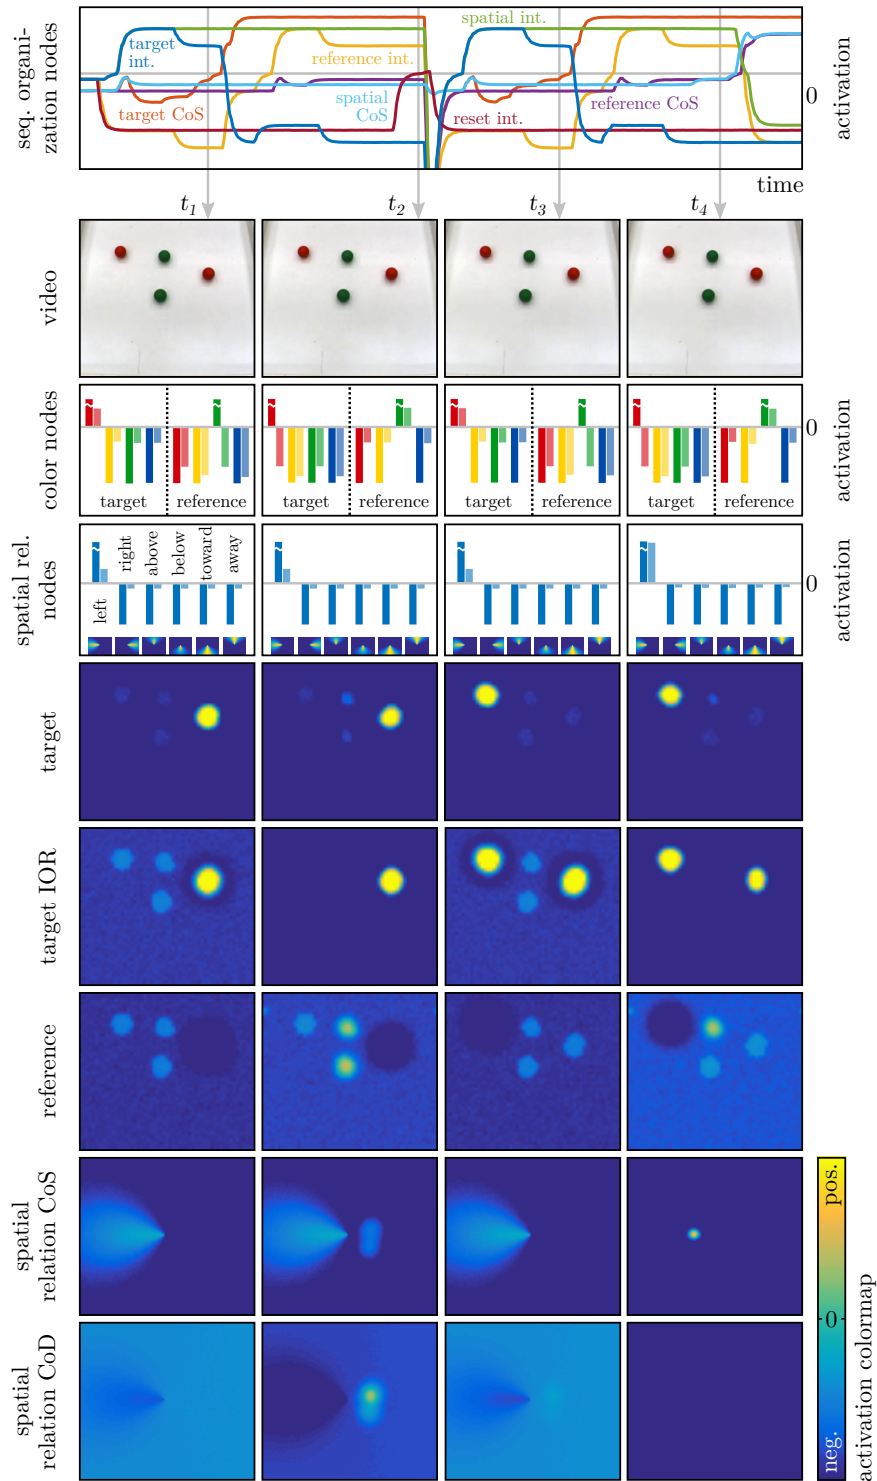 seq. organi-
zation nodes
target
int.
spatial int.
reference int.
target CoS
spatial
CoS
reset int.
reference CoS
0
activation
time
t1
t2
t3
t4
video
color nodes
target
reference
target
reference
target
reference
target
reference
0
activation
spatial rel.
nodes
left
right
above
below
toward
away
0
activation
target
target IOR
reference
spatial
relation CoS
spatial
relation CoD
pos.
0
neg.
activation colormap